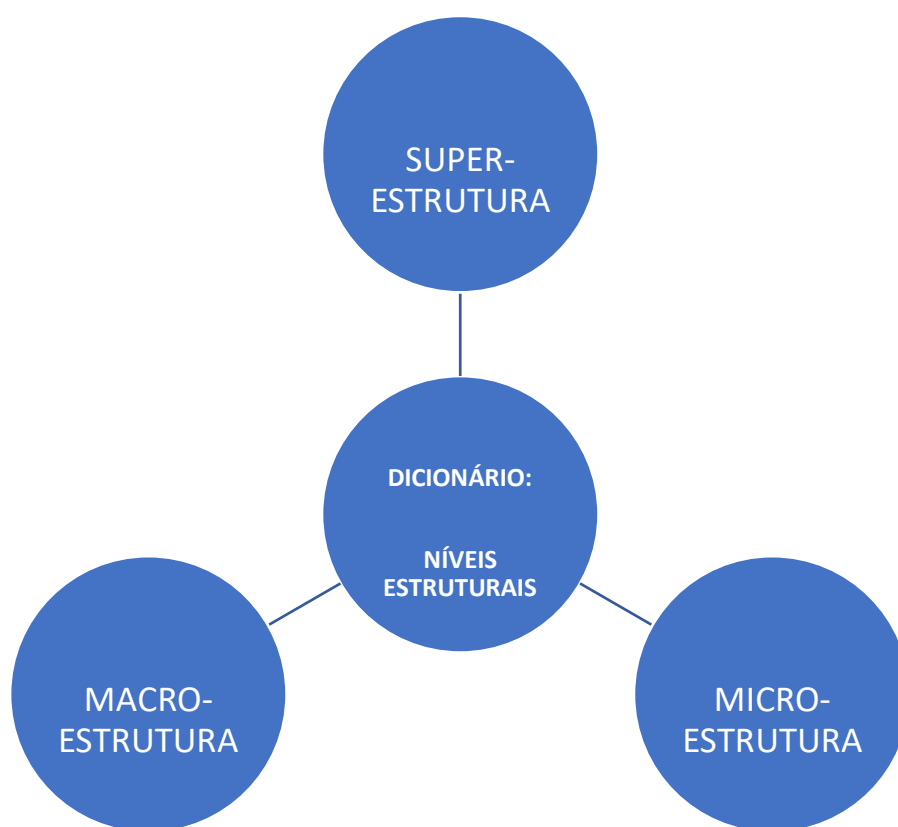 SUPER-
ESTRUTURA
DICIONÁRIO:
NÍVEIS
ESTRUTURAIS
MACRO-
ESTRUTURA
MICRO-
ESTRUTURA